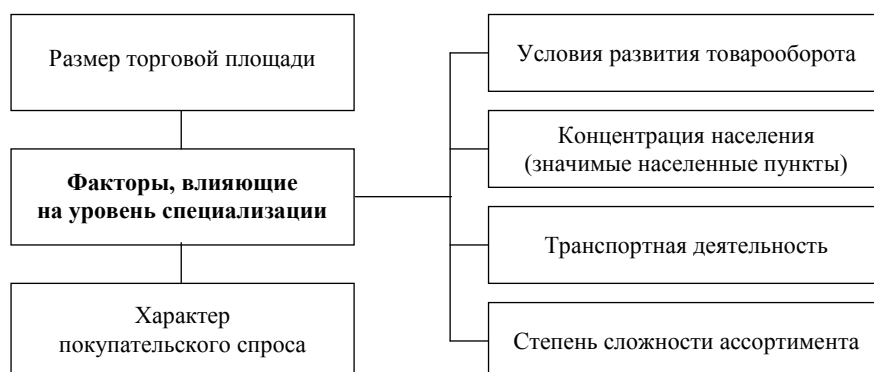 Размер торговой площади
Факторы, влияющие
на уровень специализации
Характер
покупательского спроса
Условия развития товарооборота
Концентрация населения
(значимые населенные пункты)
Транспортная деятельность
Степень сложности ассортимента